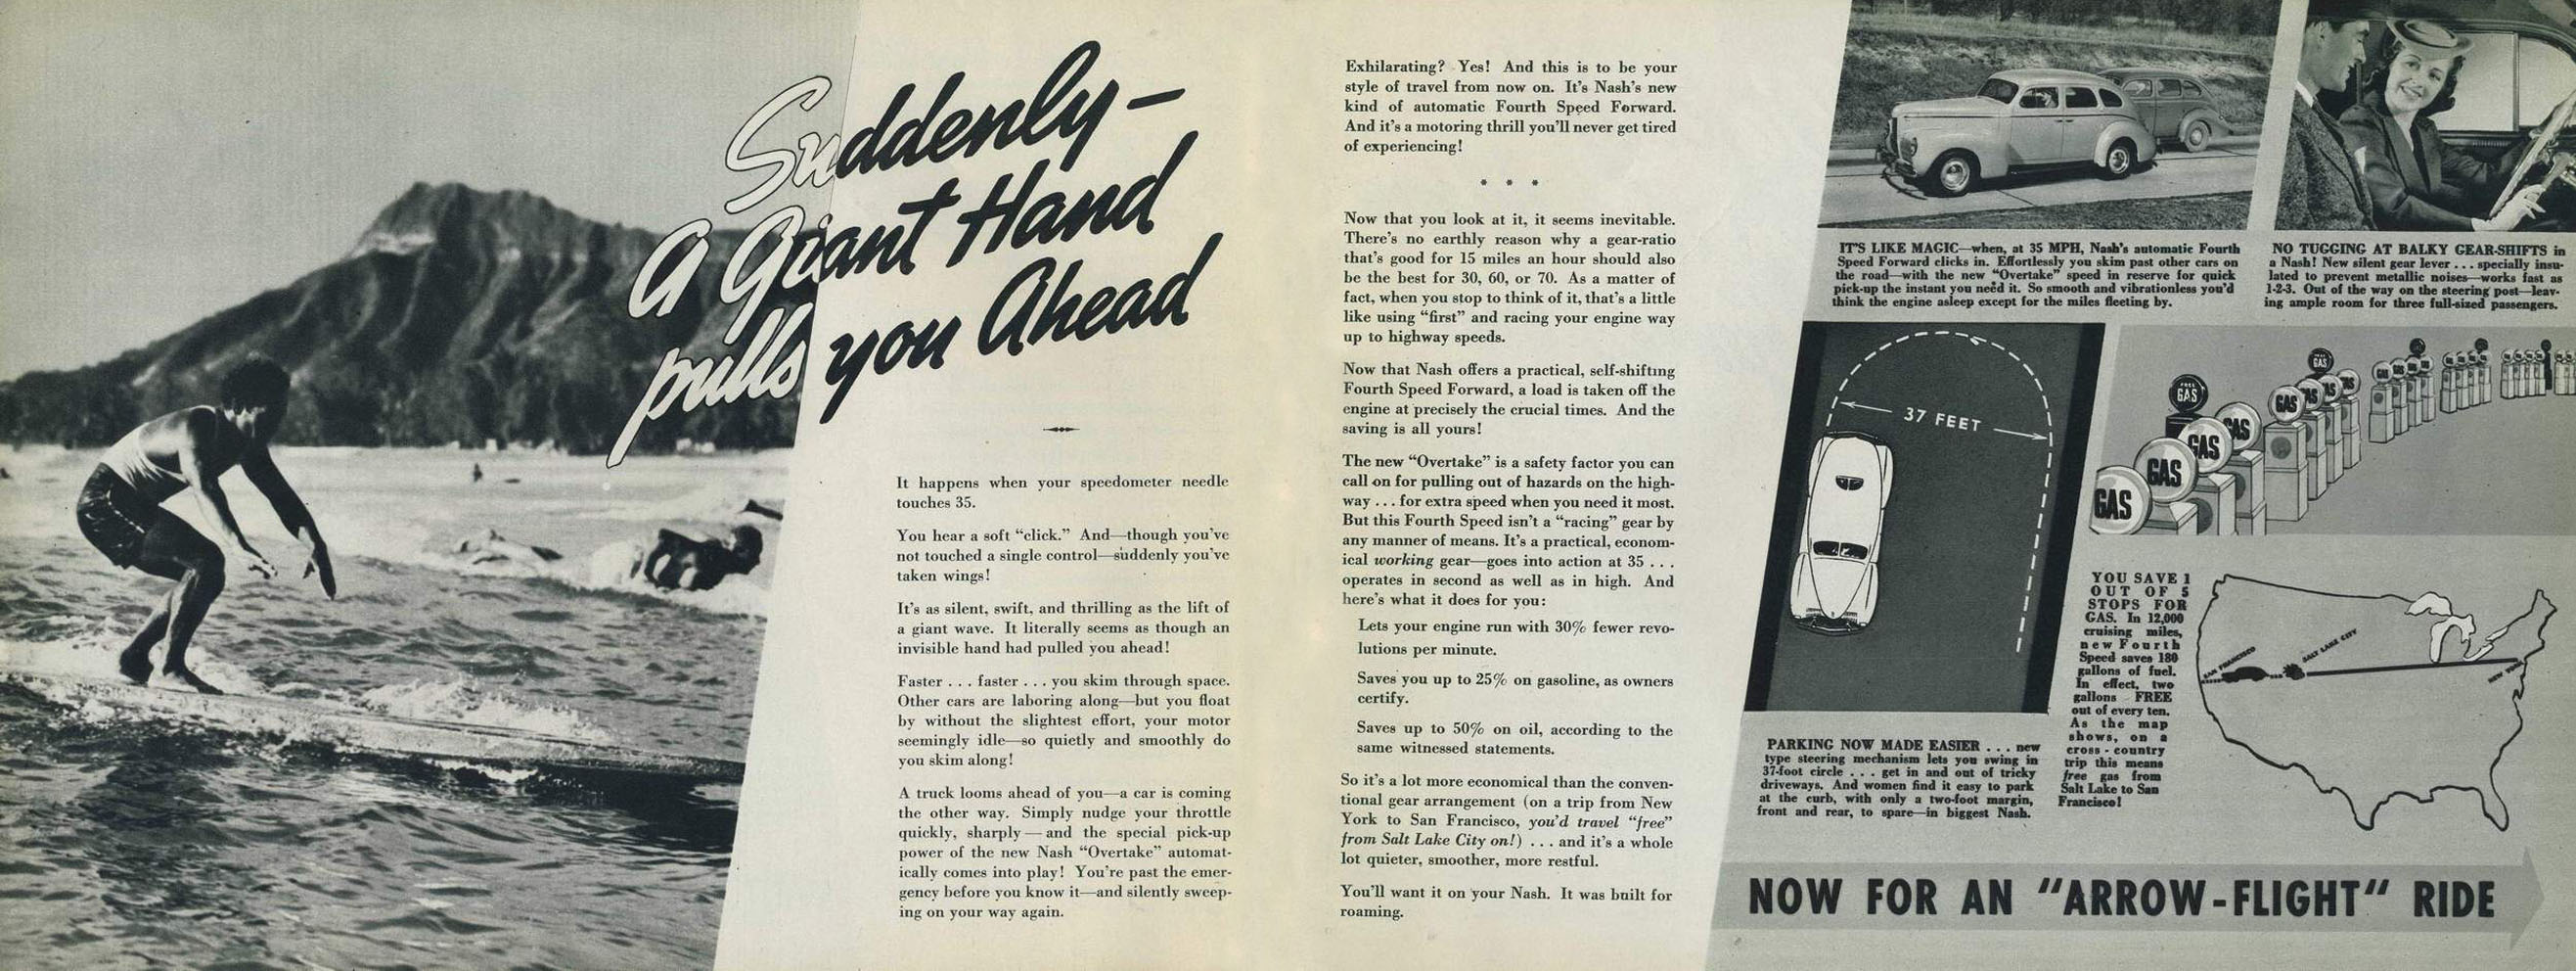 Suddenly—
A Giant Hand
pulls you Ahead
It happens when your speedometer needle
touches 35.
You hear a soft “click.” And—though you've
not touched a single control—suddenly you've
taken wings!
It's as silent, swift, and thrilling as the lift of
a giant wave. It literally seems as though an
invisible hand had pulled you ahead!
Faster . . . faster . . . you skim through space.
Other cars are laboring along—but you float
by without the slightest effort, your motor
seemingly idle—so quietly and smoothly do
you skim along!
A truck looms ahead of you—a car is coming
the other way. Simply nudge your throttle
quickly, sharply—and the special pick-up
power of the new Nash “Overtake” automat-
ically comes into play! You're past the emer-
gency before you know it—and silently sweep-
ing on your way again.
Exhilarating? Yes! And this is to be your
style of travel from now on. It's Nash's new
kind of automatic Fourth Speed Forward.
And it's a motoring thrill you'll never get tired
of experiencing!
* * *
Now that you look at it, it seems inevitable.
There's no earthly reason why a gear-ratio
that's good for 15 miles an hour should also
be the best for 30, 60, or 70. As a matter of
fact, when you stop to think of it, that's a little
like using “first” and racing your engine way
up to highway speeds.
Now that Nash offers a practical, self-shifting
Fourth Speed Forward, a load is taken off the
engine at precisely the crucial times. And the
saving is all yours!
The new “Overtake” is a safety factor you can
call on for pulling out of hazards on the high-
way . . . for extra speed when you need it most.
But this Fourth Speed isn't a “racing” gear by
any manner of means. It's a practical, econom-
ical working gear—goes into action at 35 . . .
operates in second as well as in high. And
here's what it does for you:
Lets your engine run with 30% fewer revo-
lutions per minute.
Saves you up to 25% on gasoline, as owners
certify.
Saves up to 50% on oil, according to the
same witnessed statements.
So it's a lot more economical than the conven-
tional gear arrangement (on a trip from New
York to San Francisco, you'd travel “free”
from Salt Lake City on!) . . . and it's a whole
lot quieter, smoother, more restful.
You'll want it on your Nash. It was built for
roaming.
IT'S LIKE MAGIC—when, at 35 MPH, Nash's automatic Fourth
Speed Forward clicks in. Effortlessly you skim past other cars on
the road—with the new “Overtake” speed in reserve for quick
pick-up the instant you need it. So smooth and vibrationless you'd
think the engine asleep except for the miles fleeting by.
NO TUGGING AT BALKY GEAR-SHIFTS in
a Nash! New silent gear lever . . . specially insu-
lated to prevent metallic noises—works fast as
1-2-3. Out of the way on the steering post—leav-
ing ample room for three full-sized passengers.
37 FEET
PARKING NOW MADE EASIER . . . new
type steering mechanism lets you swing in
37-foot circle . . . get in and out of tricky
driveways. And women find it easy to park
at the curb, with only a two-foot margin,
front and rear, to spare—in biggest Nash.
GAS
GAS
GAS
GAS
FREE
GAS
GAS
GAS
GAS
GAS
GAS
YOU SAVE 1
OUT OF 5
STOPS FOR
GAS. In 12,000
cruising miles,
new Fourth
Speed saves 180
gallons of fuel.
In effect, two
gallons FREE
out of every ten.
As the map
shows, on a
cross-country
trip this means
free gas from
Salt Lake to San
Francisco!
SAN FRANCISCO
SALT LAKE CITY
NEW YORK
NOW FOR AN "ARROW-FLIGHT" RIDE